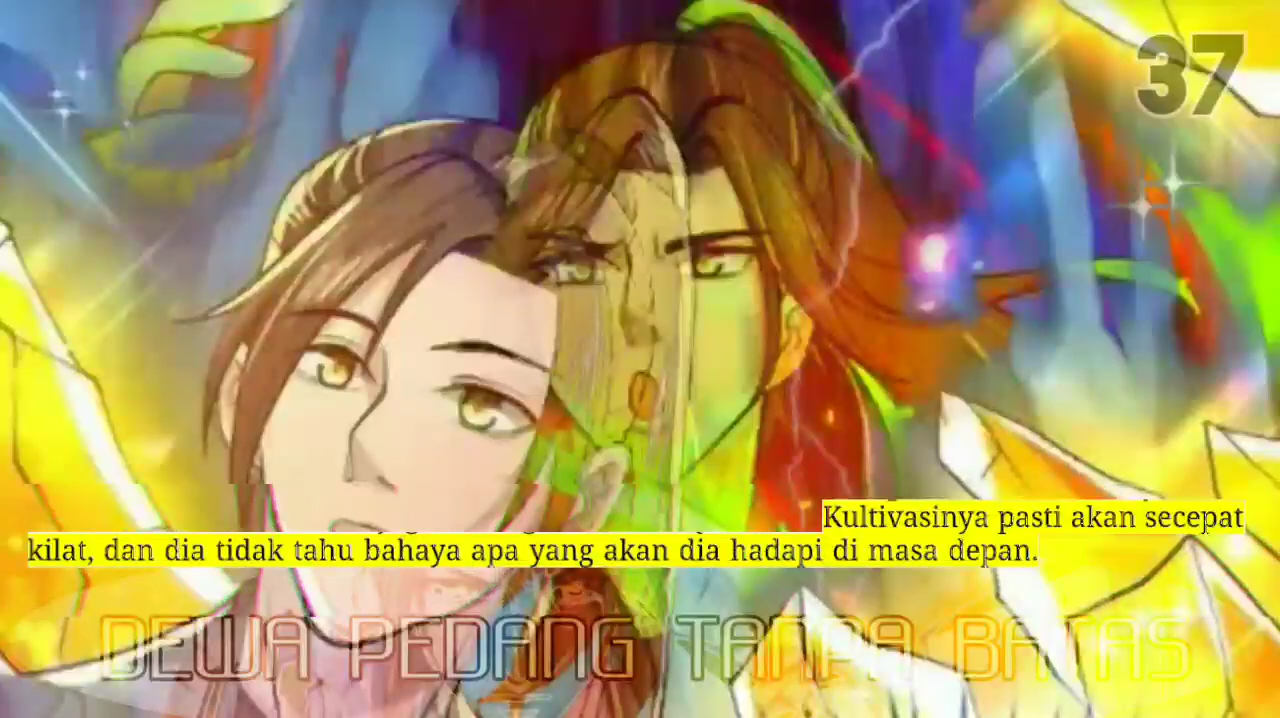 37
Kultivasinya pasti akan secepat
kilat, dan dia tidak tahu bahaya apa yang akan dia hadapi di masa depan.
DEWA PEDANG TANPA BATAS